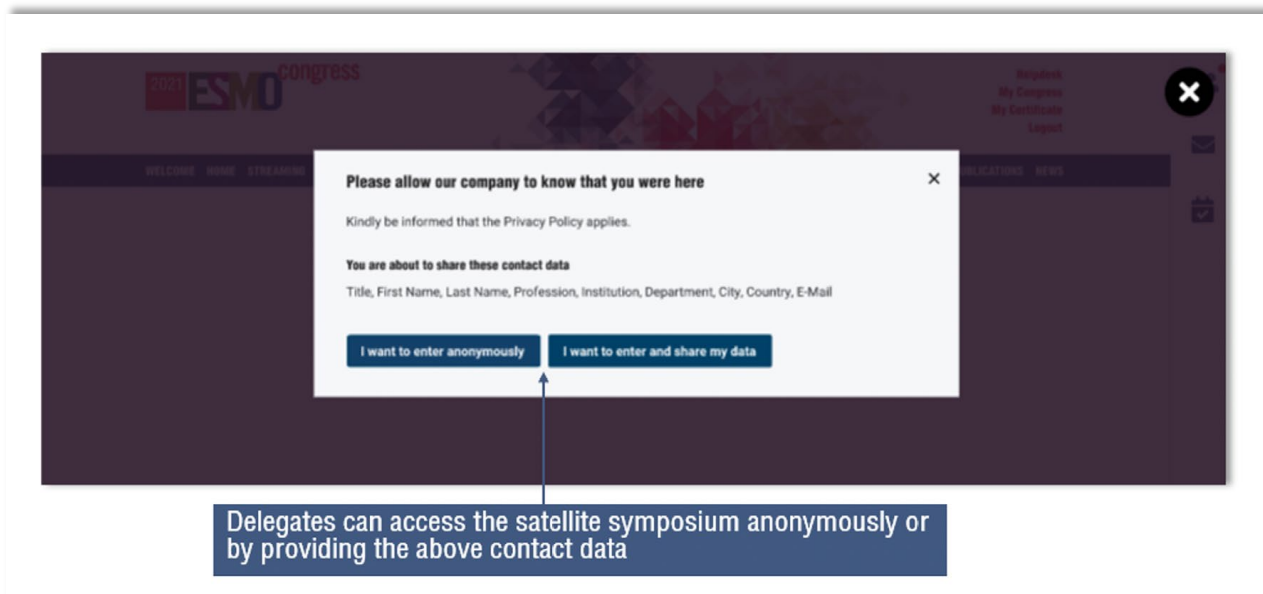 2021 ESMO congress
Helpdesk
My Congress
My Certificate
Logout
WELCOME HOME STREAMING
PUBLICATIONS NEWS
Please allow our company to know that you were here
Kindly be informed that the Privacy Policy applies.
You are about to share these contact data
Title, First Name, Last Name, Profession, Institution, Department, City, Country, E-Mail
I want to enter anonymously
I want to enter and share my data
Delegates can access the satellite symposium anonymously or
by providing the above contact data